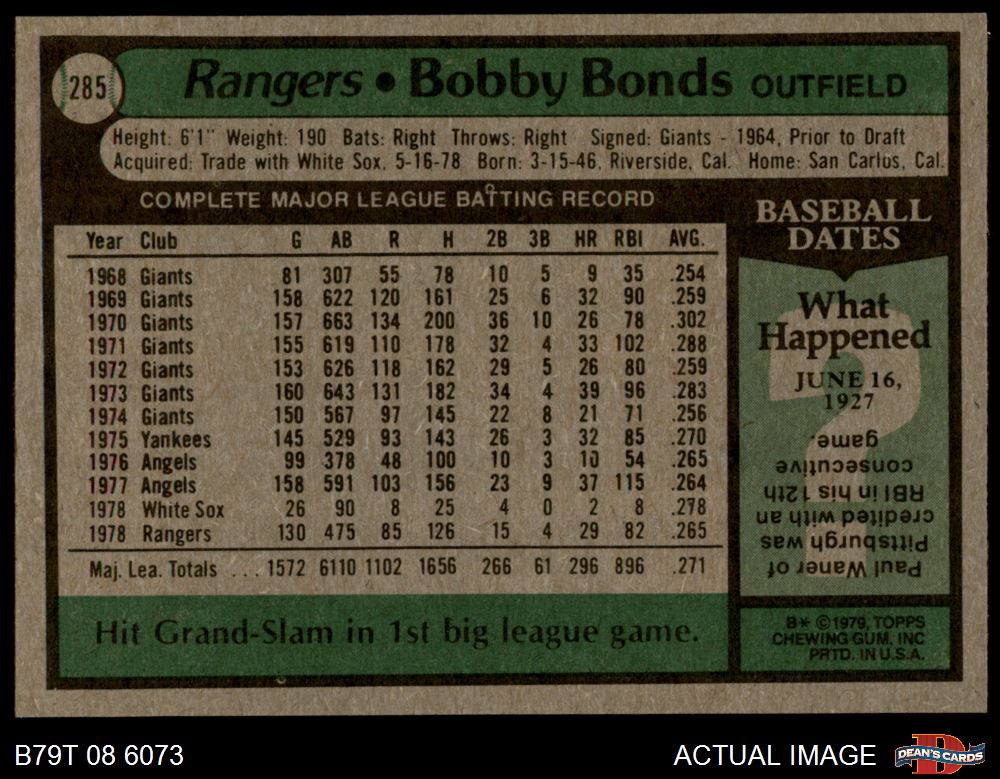 285
Rangers • Bobby Bonds OUTFIELD
Height: 6'1" Weight: 190 Bats: Right Throws: Right Signed: Giants - 1964, Prior to Draft
Acquired: Trade with White Sox, 5-16-78 Born: 3-15-46, Riverside, Cal. Home: San Carlos, Cal.
COMPLETE MAJOR LEAGUE BATTING RECORD
Year Club G AB R H 2B 3B HR RBI AVG.
1968 Giants 81 307 55 78 10 5 9 35 .254
1969 Giants 158 622 120 161 25 6 32 90 .259
1970 Giants 157 663 134 200 36 10 26 78 .302
1971 Giants 155 619 110 178 32 4 33 102 .288
1972 Giants 153 626 118 162 29 5 26 80 .259
1973 Giants 160 643 131 182 34 4 39 96 .283
1974 Giants 150 567 97 145 22 8 21 71 .256
1975 Yankees 145 529 93 143 26 3 32 85 .270
1976 Angels 99 378 48 100 10 3 10 54 .265
1977 Angels 158 591 103 156 23 9 37 115 .264
1978 White Sox 26 90 8 25 4 0 2 8 .278
1978 Rangers 130 475 85 126 15 4 29 82 .265
Maj. Lea. Totals ... 1572 6110 1102 1656 266 61 296 896 .271
Hit Grand-Slam in 1st big league game.
BASEBALL
DATES
What
Happened
JUNE 16,
1927
Paul Waner of
Pittsburgh was
credited with an
RBI in his 12th
consecutive
game.
B* ©1979, TOPPS
CHEWING GUM, INC
PRTD. IN U.S.A.
B79T 08 6073
ACTUAL IMAGE
DEAN'S CARDS